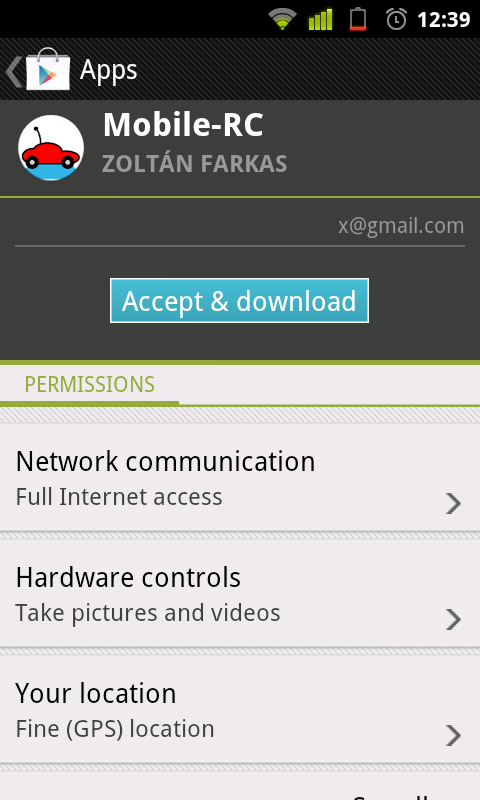 12:39
Apps
Mobile-RC
ZOLTÁN FARKAS
x@gmail.com
Accept & download
PERMISSIONS
Network communication
Full Internet access
Hardware controls
Take pictures and videos
Your location
Fine (GPS) location